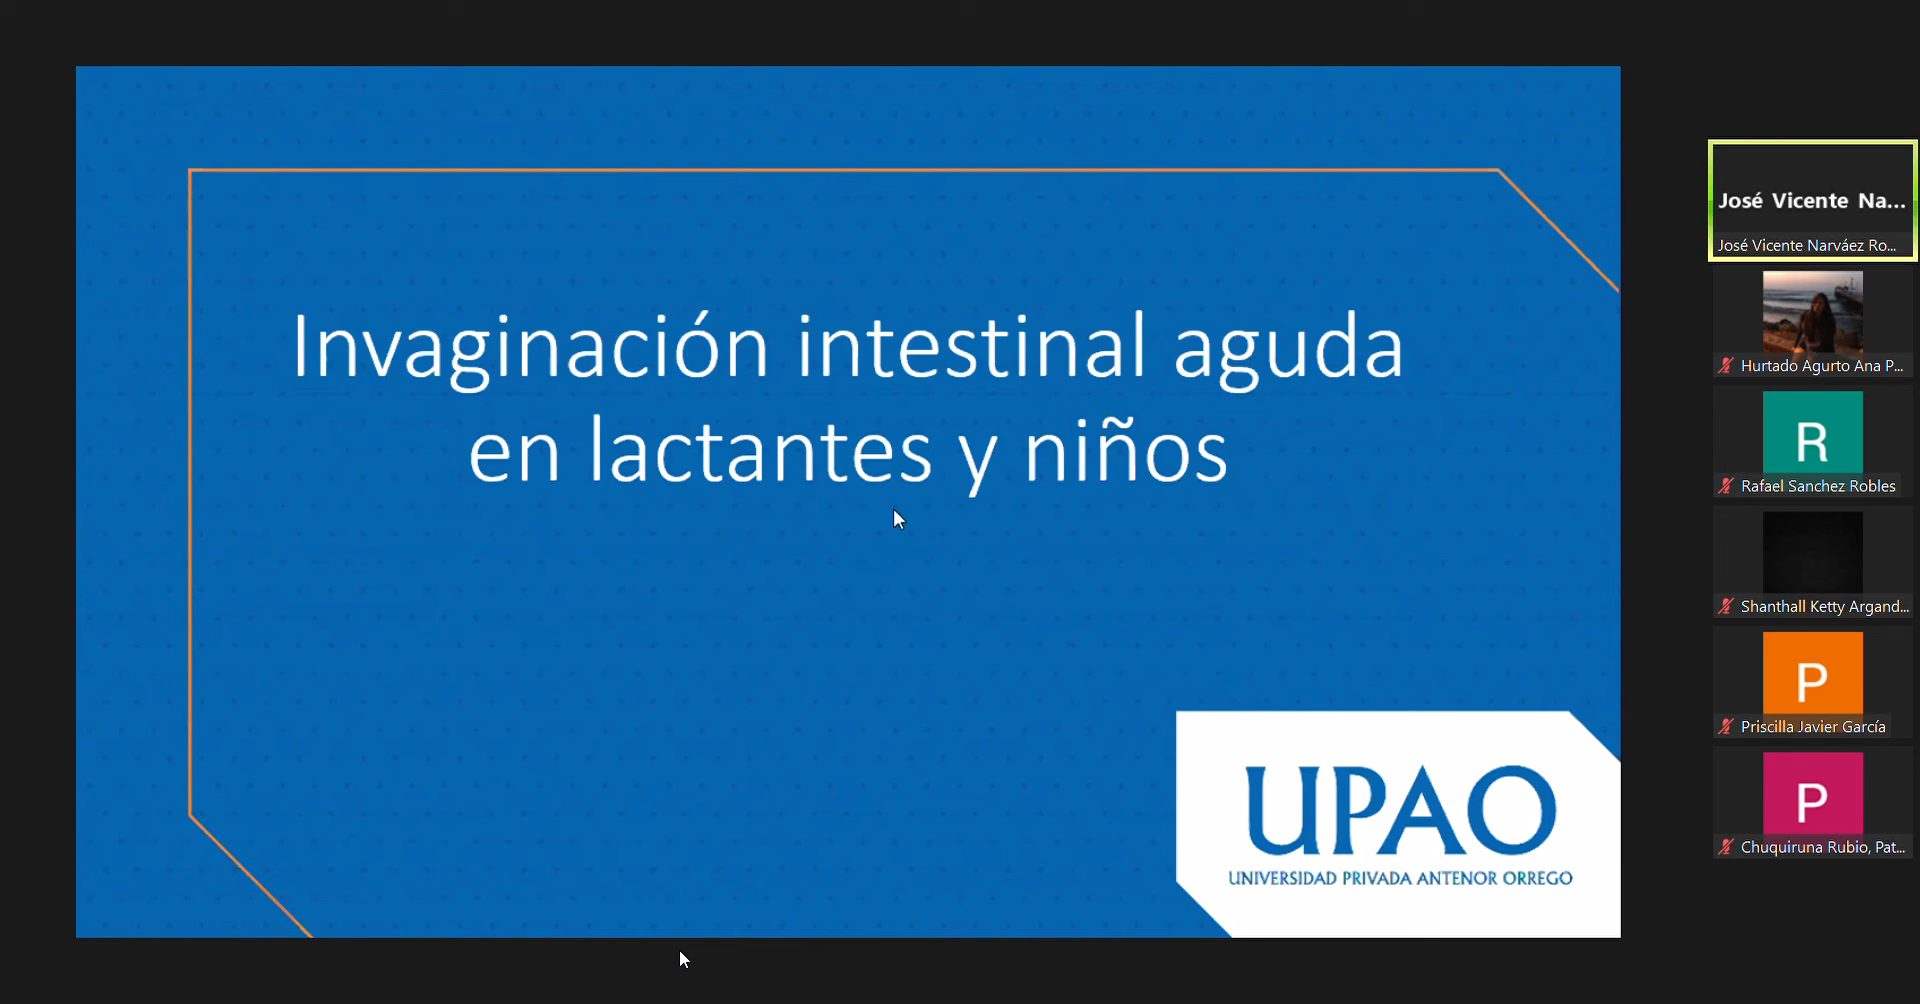 Invaginación intestinal aguda
en lactantes y niños
UPAO
UNIVERSIDAD PRIVADA ANTENOR ORREGO
José Vicente Na...
José Vicente Narváez Ro...
Hurtado Agurto Ana P...
R
Rafael Sanchez Robles
Shanthall Ketty Argand...
P
Priscilla Javier García
P
Chuquiruna Rubio, Pat...